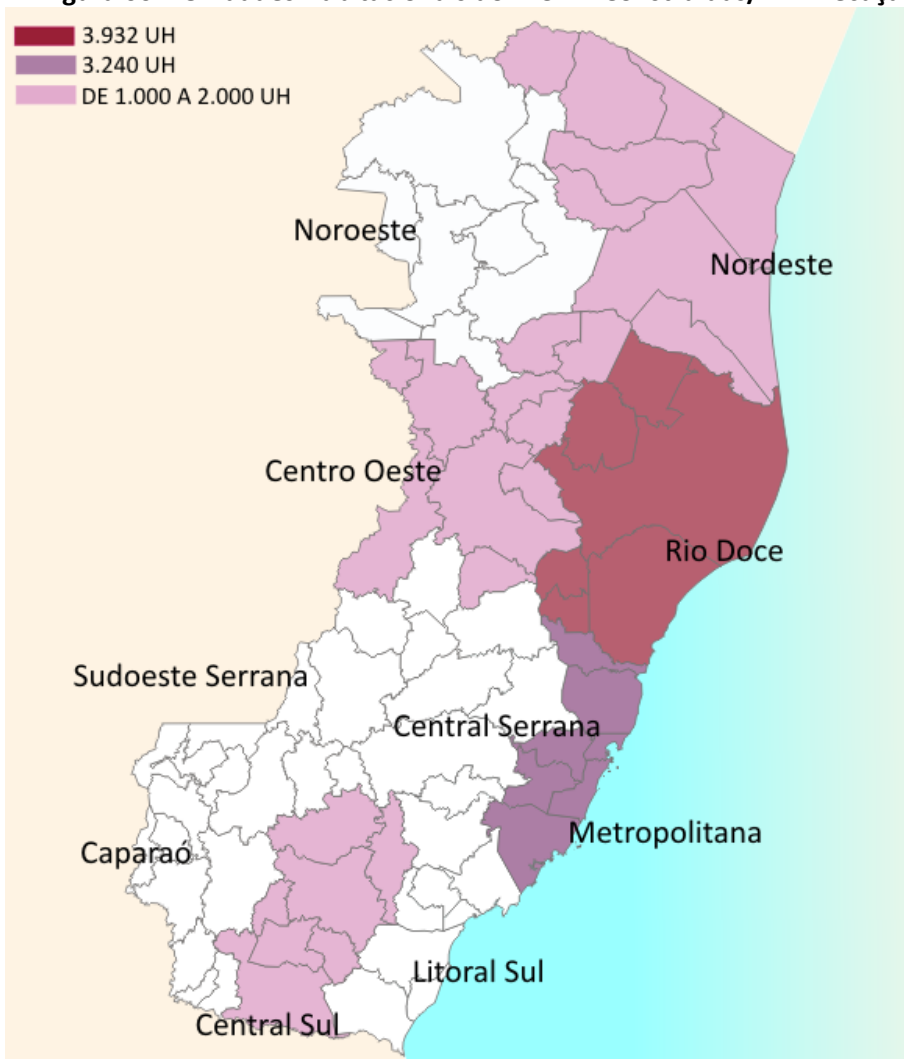 3.932 UH
3.240 UH
DE 1.000 A 2.000 UH
Noroeste
Nordeste
Centro Oeste
Rio Doce
Sudoeste Serrana
Central Serrana
Metropolitana
Caparaó
Litoral Sul
Central Sul